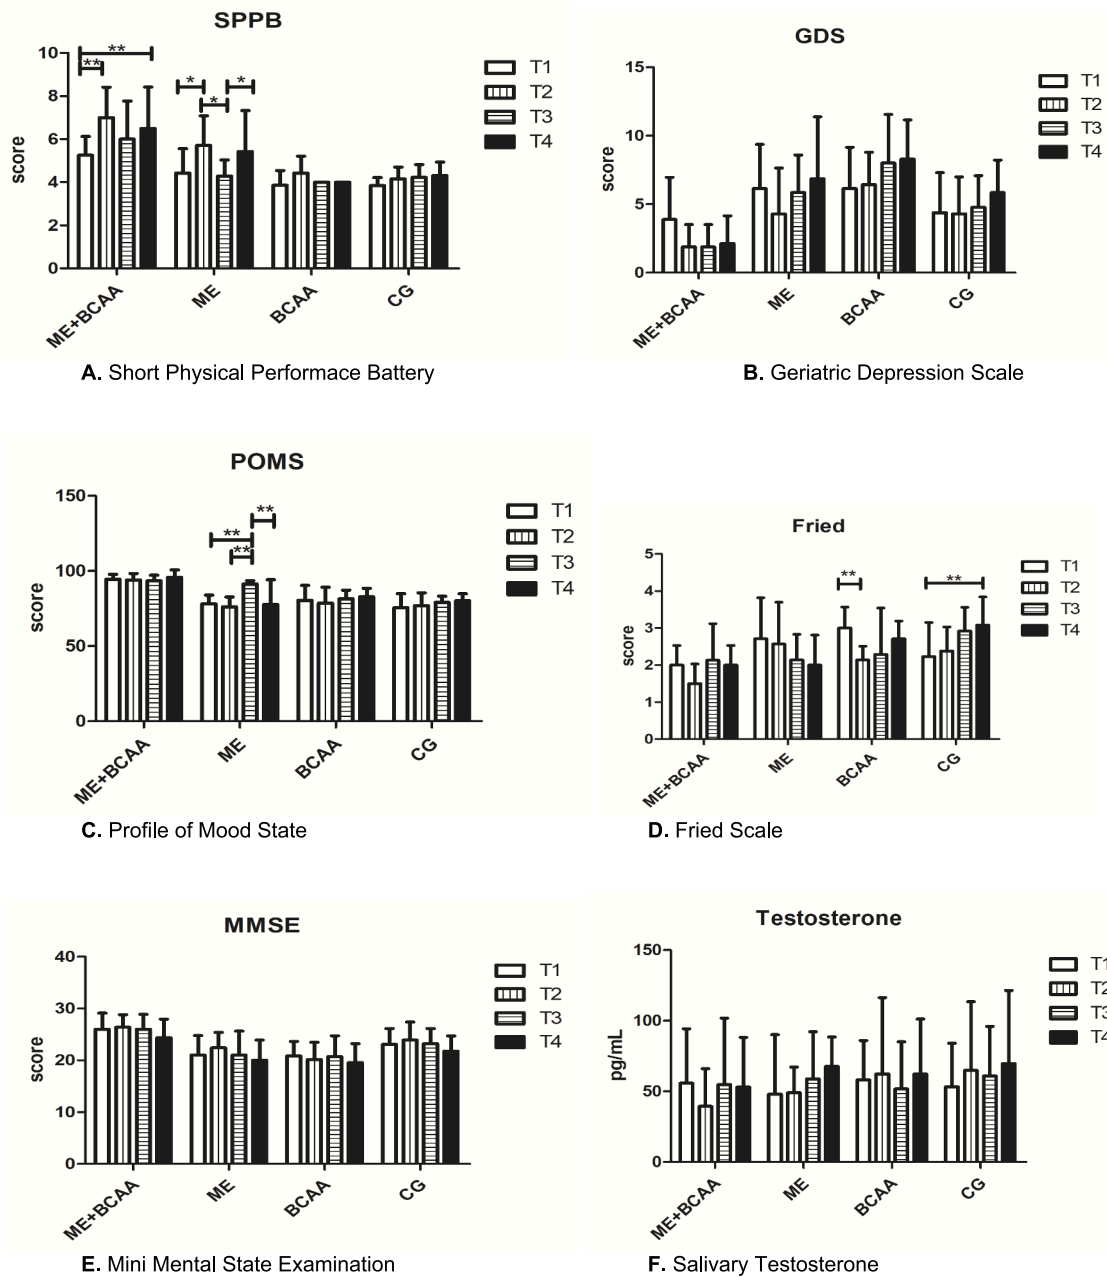 SPPB
10
8
6
4
2
0
score
** **
* * *
T1
T2
T3
T4
ME+BCAA
ME
BCAA
CG
A. Short Physical Performace Battery
GDS
15
10
5
0
score
T1
T2
T3
T4
ME+BCAA
ME
BCAA
CG
B. Geriatric Depression Scale
POMS
150
100
50
0
score
** ** **
T1
T2
T3
T4
ME+BCAA
ME
BCAA
CG
C. Profile of Mood State
Fried
5
4
3
2
1
0
score
** **
T1
T2
T3
T4
ME+BCAA
ME
BCAA
CG
D. Fried Scale
MMSE
40
30
20
10
0
score
T1
T2
T3
T4
ME+BCAA
ME
BCAA
CG
E. Mini Mental State Examination
Testosterone
150
100
50
0
pg/mL
T1
T2
T3
T4
ME+BCAA
ME
BCAA
CG
F. Salivary Testosterone